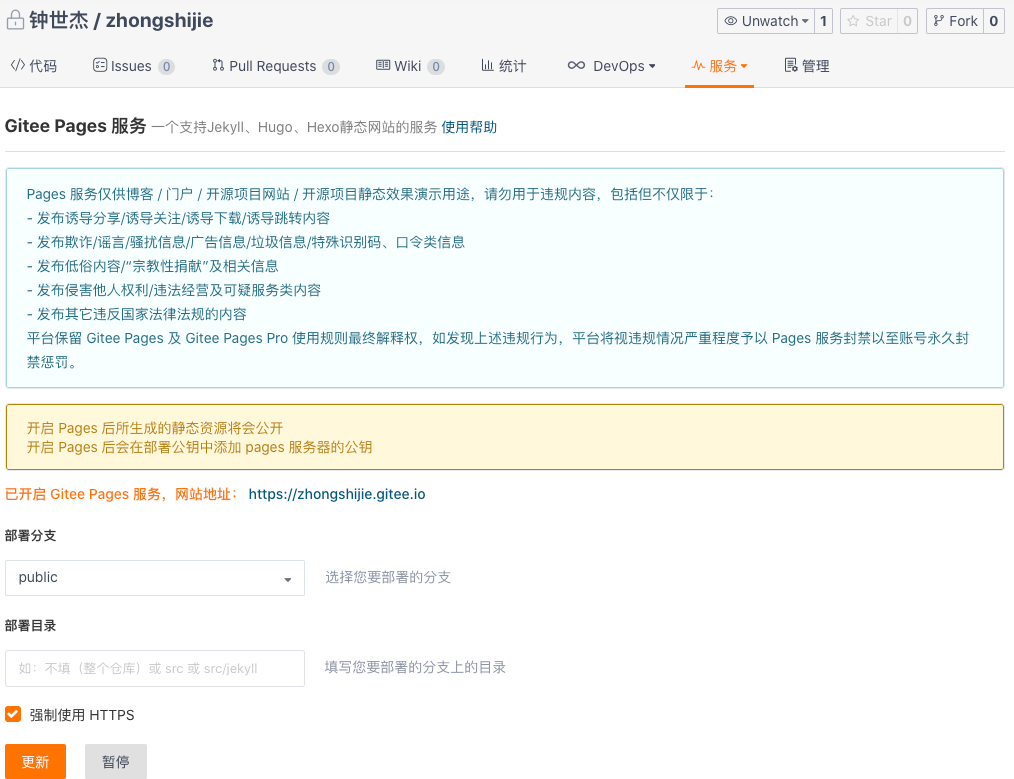 钟世杰 / zhongshijie
Unwatch 1 Star 0 Fork 0
代码 Issues 0 Pull Requests 0 Wiki 0 统计 DevOps 服务 管理
Gitee Pages 服务 一个支持Jekyll、Hugo、Hexo静态网站的服务 使用帮助
Pages 服务仅供博客 / 门户 / 开源项目网站 / 开源项目静态效果演示用途，请勿用于违规内容，包括但不仅限于：
- 发布诱导分享/诱导关注/诱导下载/诱导跳转内容
- 发布欺诈/谣言/骚扰信息/广告信息/垃圾信息/特殊识别码、口令类信息
- 发布低俗内容/“宗教性捐献”及相关信息
- 发布侵害他人权利/违法经营及可疑服务类内容
- 发布其它违反国家法律法规的内容
平台保留 Gitee Pages 及 Gitee Pages Pro 使用规则最终解释权，如发现上述违规行为，平台将视违规情况严重程度予以 Pages 服务封禁以至账号永久封
禁惩罚。
开启 Pages 后所生成的静态资源将会公开
开启 Pages 后会在部署公钥中添加 pages 服务器的公钥
已开启 Gitee Pages 服务，网站地址： https://zhongshijie.gitee.io
部署分支
public 选择您要部署的分支
部署目录
如：不填（整个仓库）或 src 或 src/jekyll 填写您要部署的分支上的目录
强制使用 HTTPS
更新 暂停